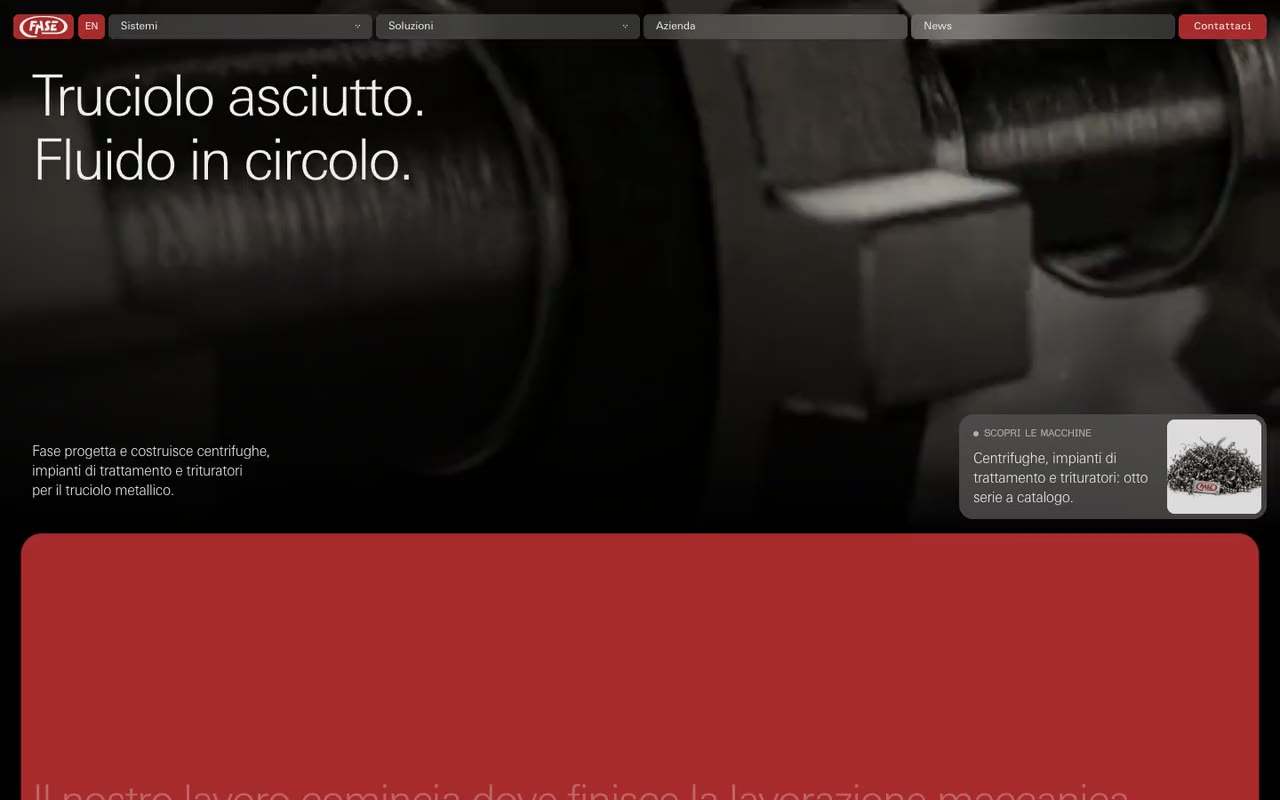 FASE
EN
Sistemi
Soluzioni
Azienda
News
Contattaci
Truciolo asciutto.
Fluido in circolo.
Fase progetta e costruisce centrifughe,
impianti di trattamento e trituratori
per il truciolo metallico.
SCOPRI LE MACCHINE
Centrifughe, impianti di
trattamento e trituratori: otto
serie a catalogo.
FASE
Il nostro lavoro comincia dove finisce la lavorazione meccanica.